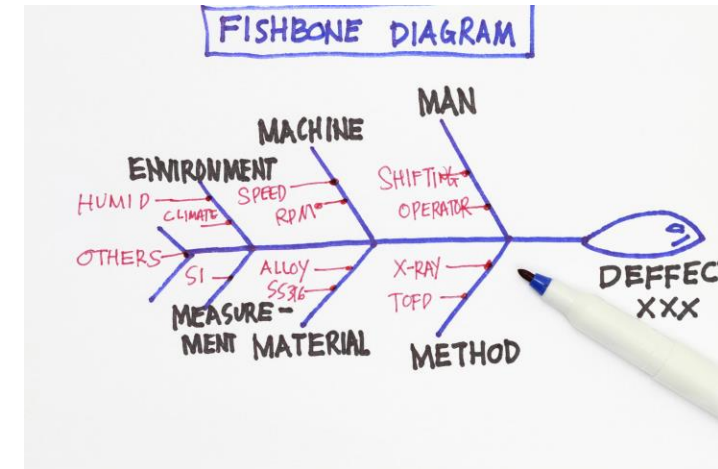 FISHBONE DIAGRAM
MAN
MACHINE
ENVIRONMENT
HUMID
CLIMATE
SPEED
RPM
SHIFTING
OPERATOR
OTHERS
SI
ALLOY
SS316
X-RAY
TOFD
DEFFEC
XXX
MEASURE-
MENT
MATERIAL
METHOD